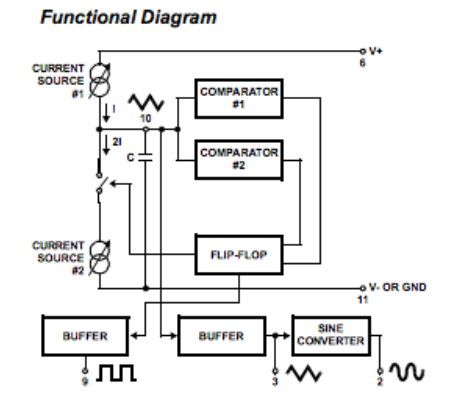 Functional Diagram
V+
6
CURRENT
SOURCE
#1
I
10
COMPARATOR
#1
2I
C
COMPARATOR
#2
CURRENT
SOURCE
#2
FLIP-FLOP
V- OR GND
11
BUFFER
BUFFER
SINE
CONVERTER
9
3
2